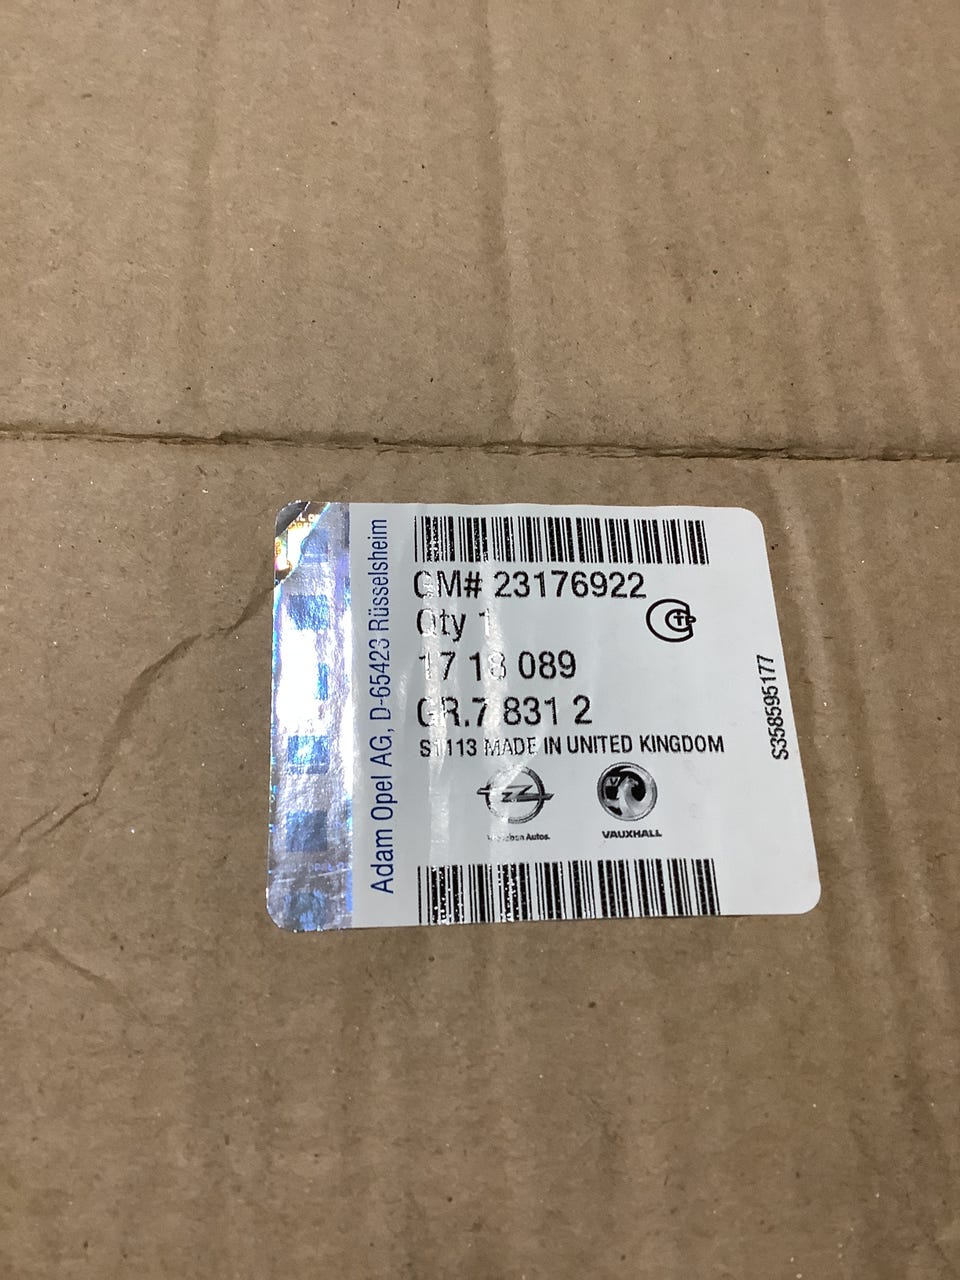 Adam Opel AG, D-65423 Rüsselsheim
GM# 23176922
Qty 1
17 18 089
GR.7 831 2
MADE IN UNITED KINGDOM
Autos.
VAUXHALL
S358595177